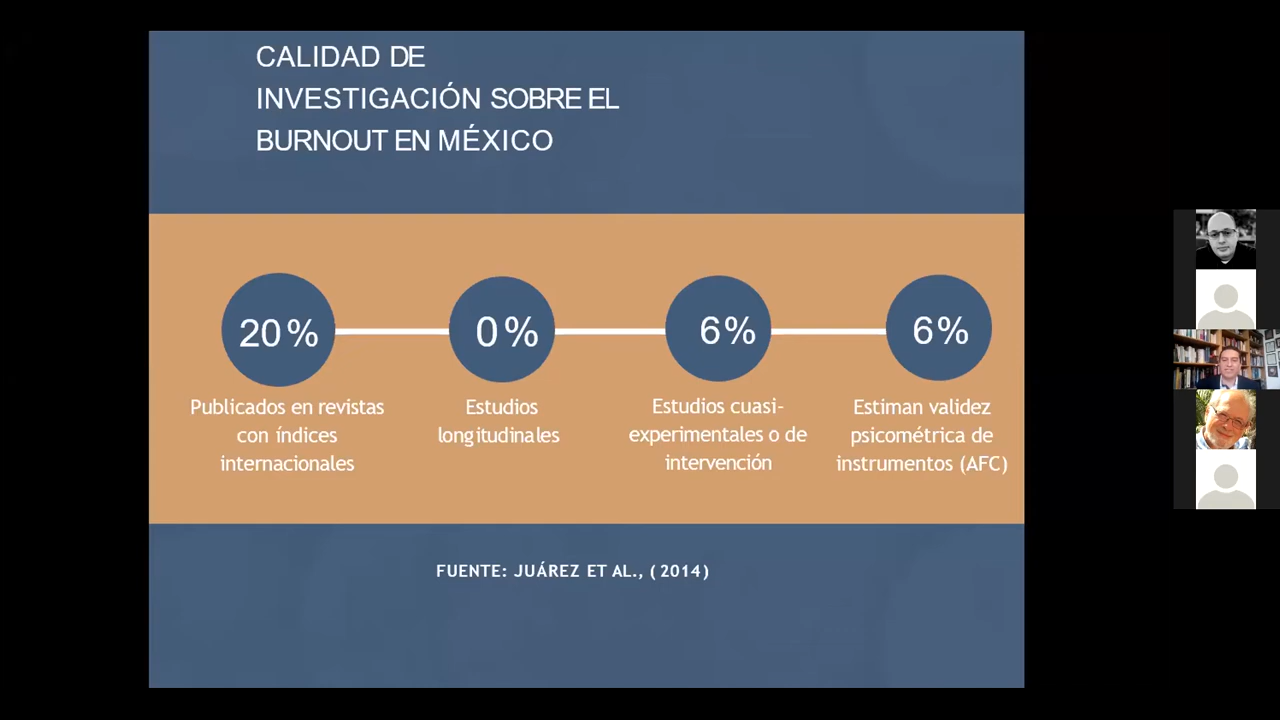 CALIDAD DE
INVESTIGACIÓN SOBRE EL
BURNOUT EN MÉXICO
20%
Publicados en revistas
con índices
internacionales
0%
Estudios
longitudinales
6%
Estudios cuasi-
experimentales o de
intervención
6%
Estiman validez
psicométrica de
instrumentos (AFC)
FUENTE: JUÁREZ ET AL., (2014)